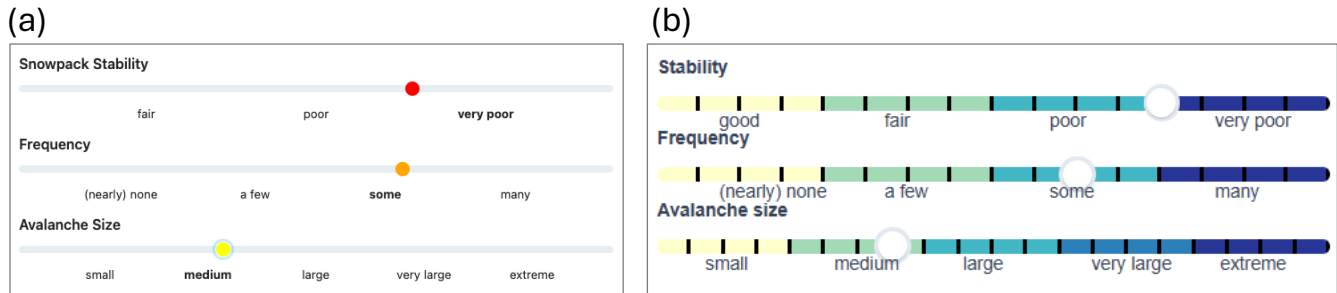 (a)
Snowpack Stability
fair poor very poor
Frequency
(nearly) none a few some many
Avalanche Size
small medium large very large extreme
(b)
Stability
good fair poor very poor
Frequency
(nearly) none a few some many
Avalanche size
small medium large very large extreme